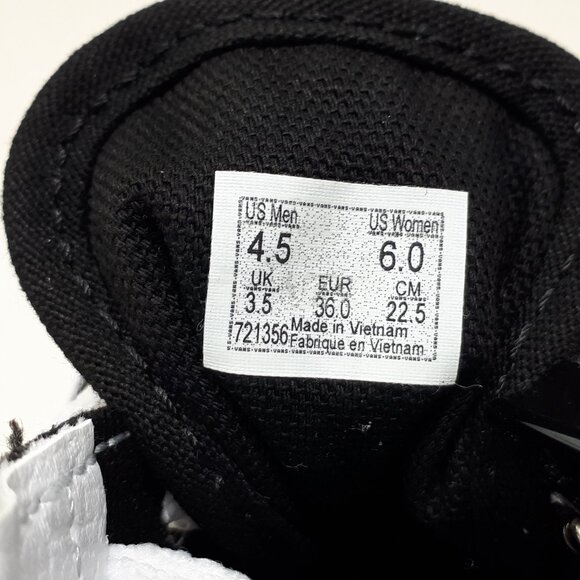 US Men US Women
4.5 6.0
UK EUR CM
3.5 36.0 22.5
721356 Made in Vietnam
Fabrique en Vietnam